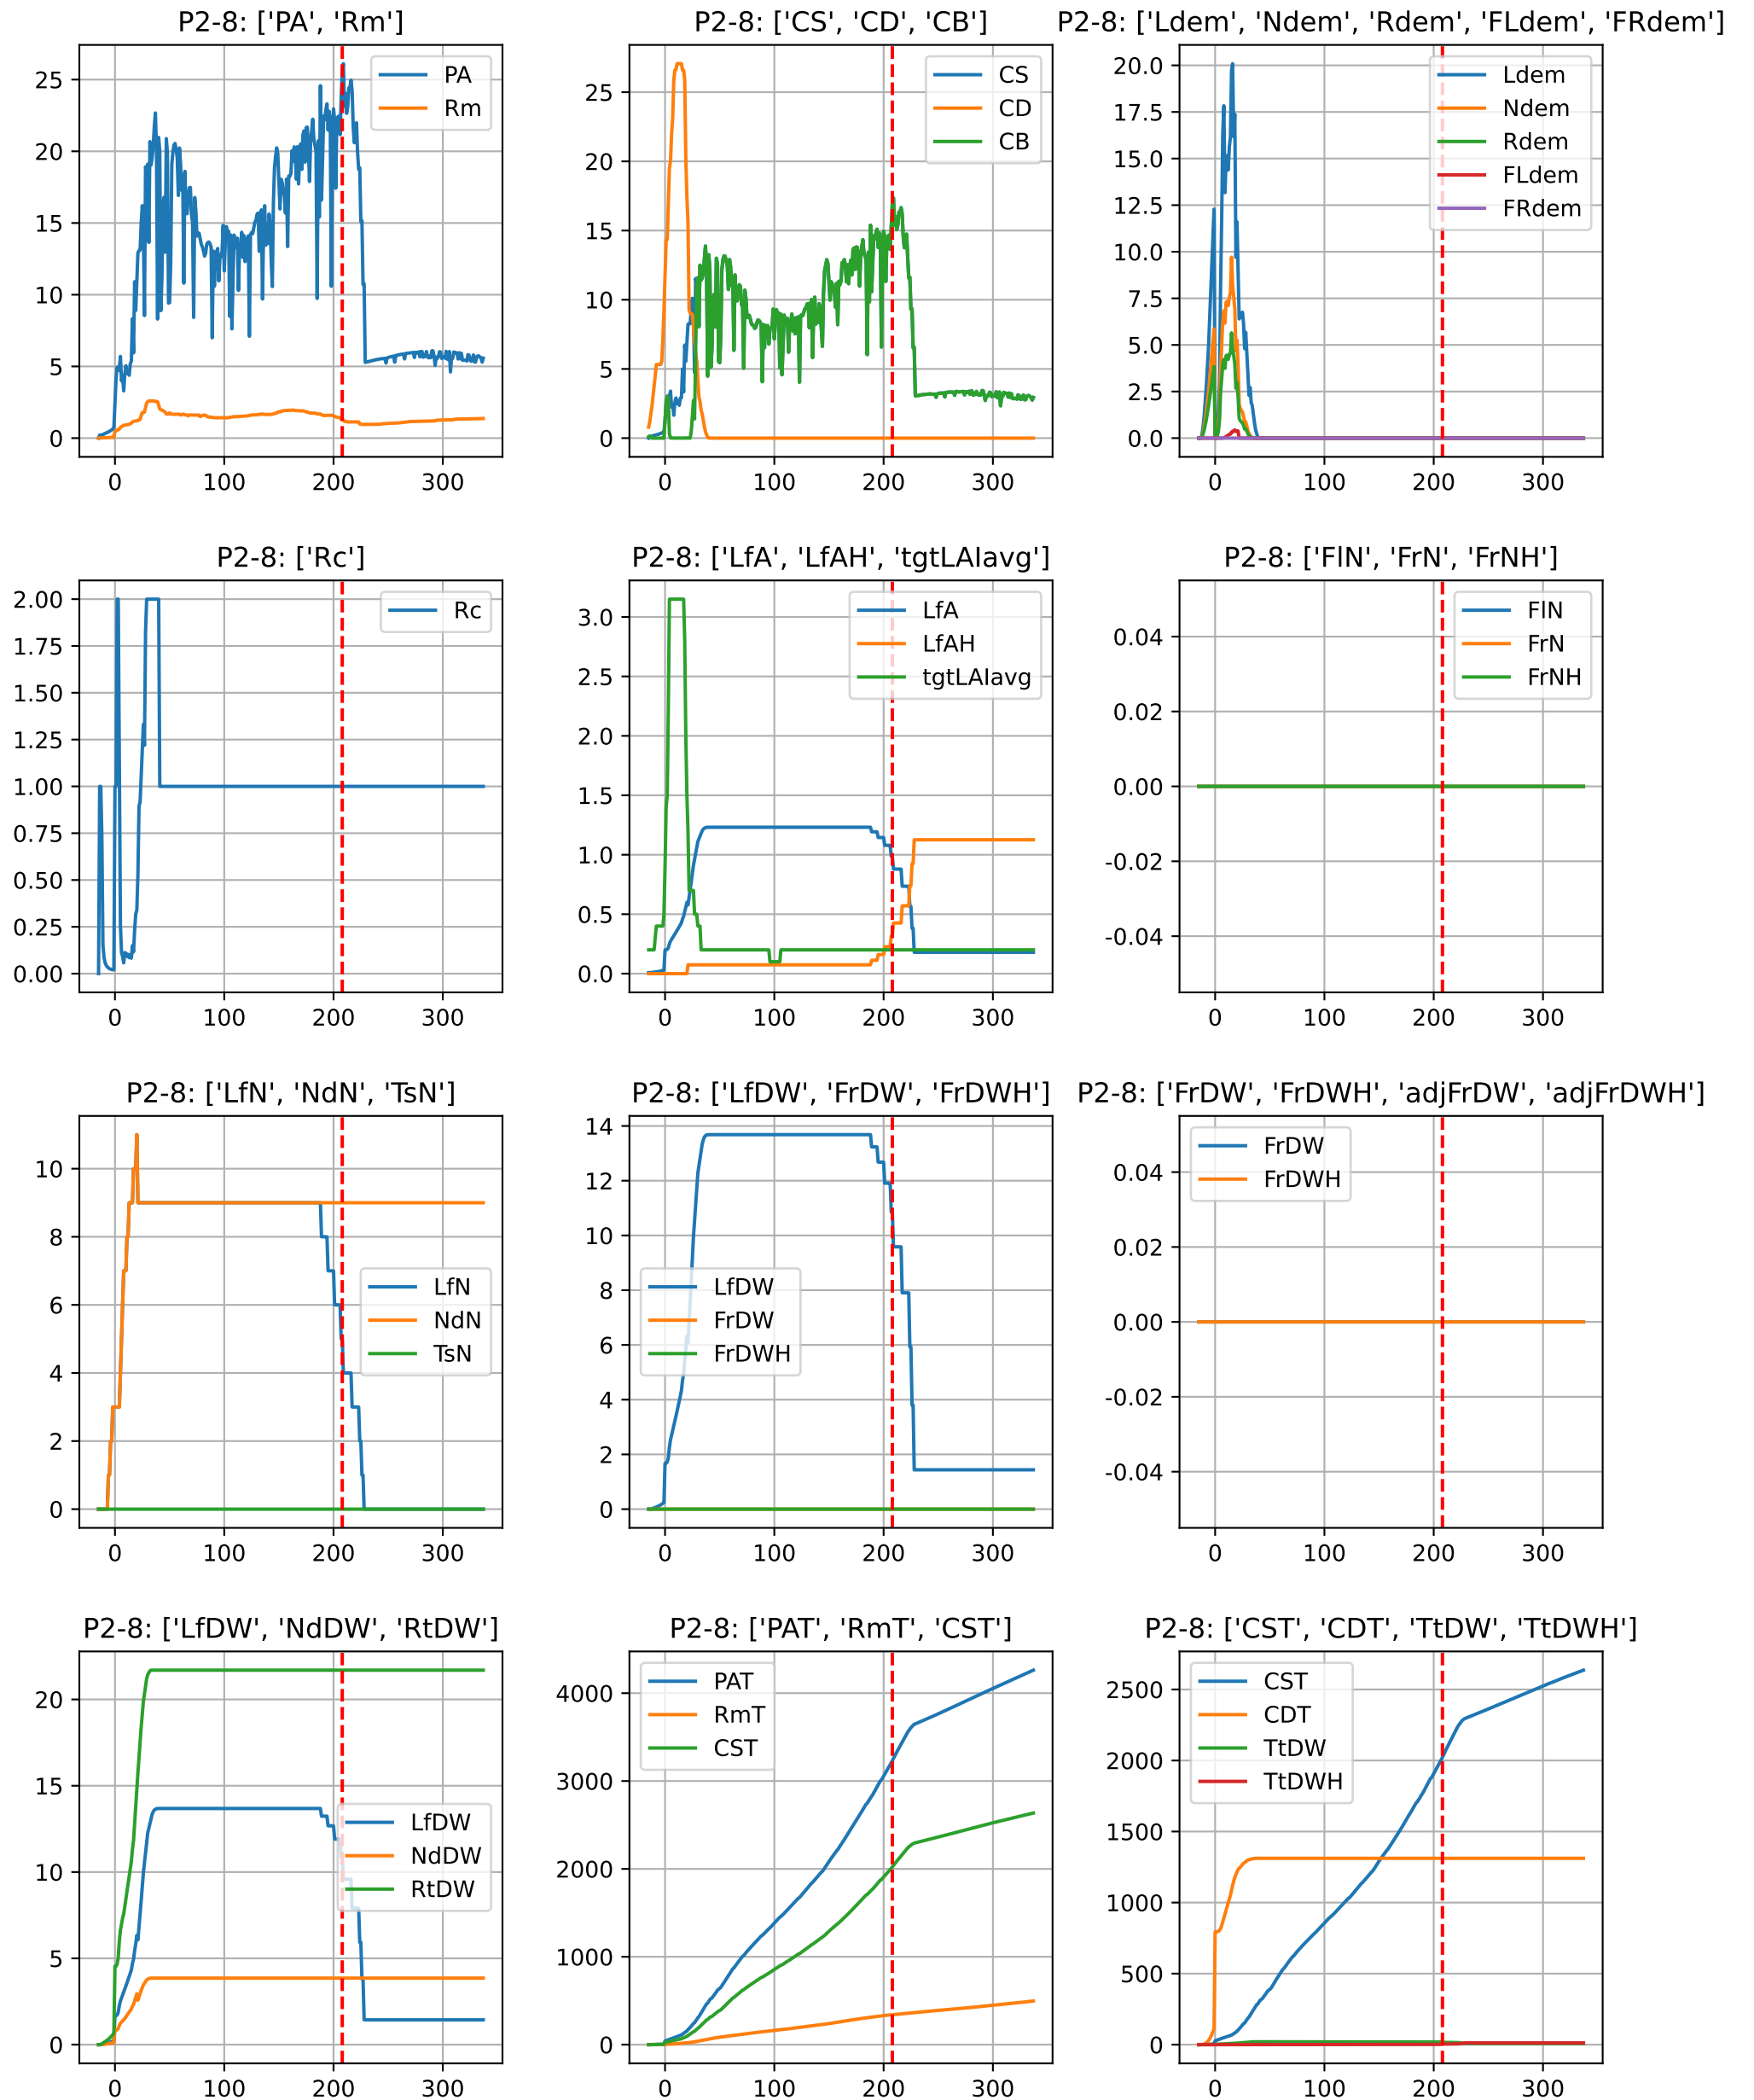 P2-8: ['PA', 'Rm']
PA
Rm
25
20
15
10
5
0
0 100 200 300
P2-8: ['CS', 'CD', 'CB']
CS
CD
CB
25
20
15
10
5
0
0 100 200 300
P2-8: ['Ldem', 'Ndem', 'Rdem', 'FLdem', 'FRdem']
Ldem
Ndem
Rdem
FLdem
FRdem
20.0
17.5
15.0
12.5
10.0
7.5
5.0
2.5
0.0
0 100 200 300
P2-8: ['Rc']
Rc
2.00
1.75
1.50
1.25
1.00
0.75
0.50
0.25
0.00
0 100 200 300
P2-8: ['LfA', 'LfAH', 'tgtLAIavg']
LfA
LfAH
tgtLAIavg
3.0
2.5
2.0
1.5
1.0
0.5
0.0
0 100 200 300
P2-8: ['FlN', 'FrN', 'FrNH']
FlN
FrN
FrNH
0.04
0.02
0.00
-0.02
-0.04
0 100 200 300
P2-8: ['LfN', 'NdN', 'TsN']
LfN
NdN
TsN
10
8
6
4
2
0
0 100 200 300
P2-8: ['LfDW', 'FrDW', 'FrDWH']
LfDW
FrDW
FrDWH
14
12
10
8
6
4
2
0
0 100 200 300
P2-8: ['FrDW', 'FrDWH', 'adjFrDW', 'adjFrDWH']
FrDW
FrDWH
0.04
0.02
0.00
-0.02
-0.04
0 100 200 300
P2-8: ['LfDW', 'NdDW', 'RtDW']
LfDW
NdDW
RtDW
20
15
10
5
0
0 100 200 300
P2-8: ['PAT', 'RmT', 'CST']
PAT
RmT
CST
4000
3000
2000
1000
0
0 100 200 300
P2-8: ['CST', 'CDT', 'TtDW', 'TtDWH']
CST
CDT
TtDW
TtDWH
2500
2000
1500
1000
500
0
0 100 200 300